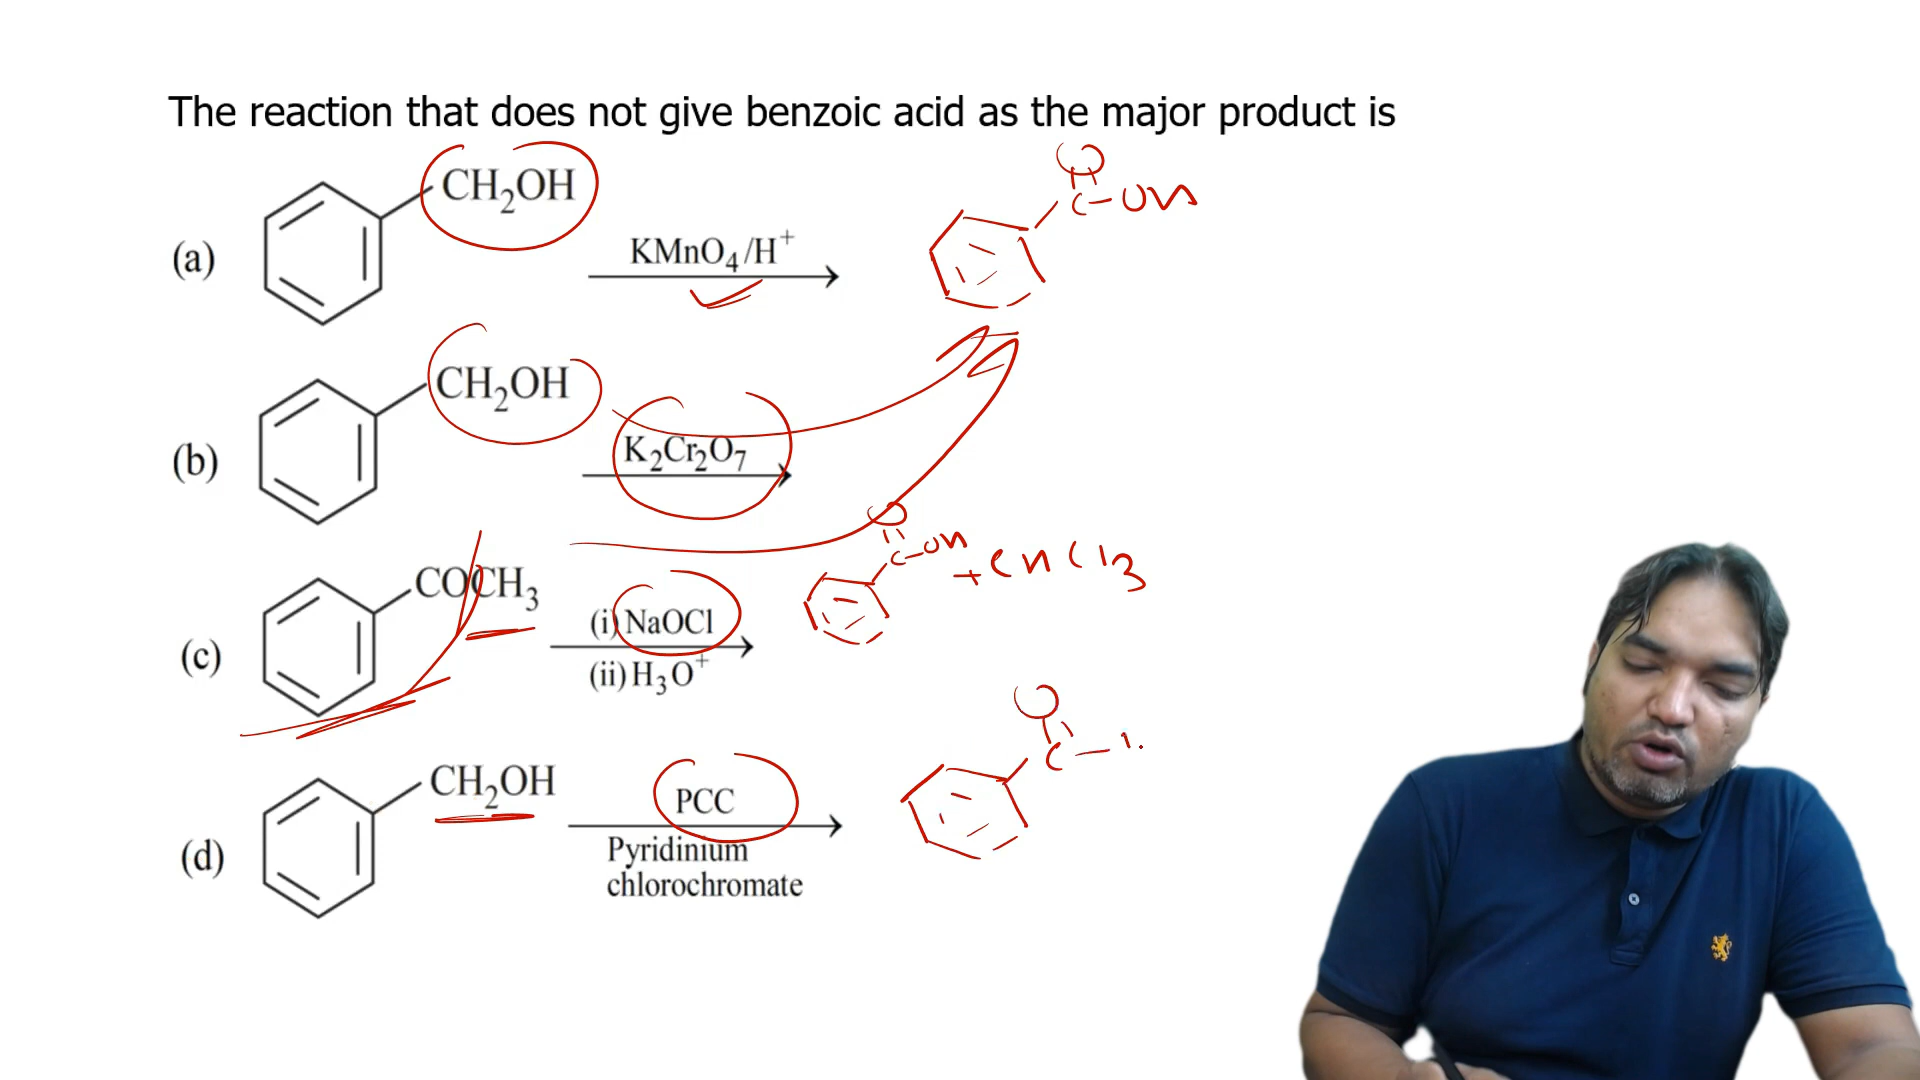 The reaction that does not give benzoic acid as the major product is
(a) CH2OH KMnO4/H+
(b) CH2OH K2Cr2O7
(c) COCH3 (i) NaOCl
(ii) H3O+
(d) CH2OH PCC
Pyridinium
chlorochromate
O
C-OH
O
C-OH + CHCl3
O
C-